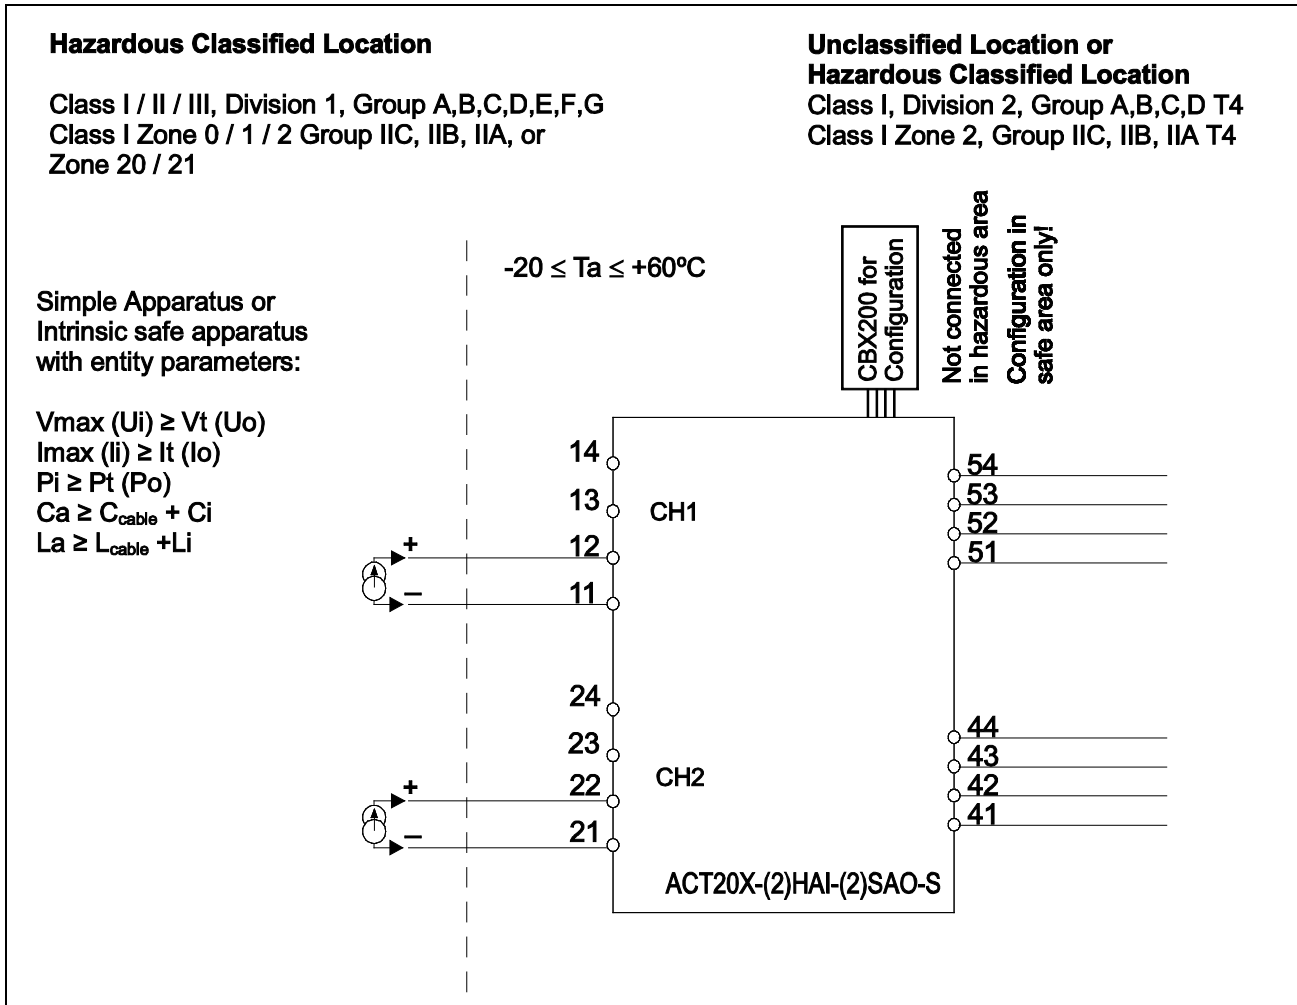 Hazardous Classified Location
Class I / II / III, Division 1, Group A,B,C,D,E,F,G
Class I Zone 0 / 1 / 2 Group IIC, IIB, IIA, or
Zone 20 / 21
Unclassified Location or
Hazardous Classified Location
Class I, Division 2, Group A,B,C,D T4
Class I Zone 2, Group IIC, IIB, IIA T4
-20 ≤ Ta ≤ +60ºC
CBX200 for
Configuration
Not connected
in hazardous area
Configuration in
safe area only!
Simple Apparatus or
Intrinsic safe apparatus
with entity parameters:
Vmax (Ui) ≥ Vt (Uo)
Imax (Ii) ≥ It (Io)
Pi ≥ Pt (Po)
Ca ≥ Ccable + Ci
La ≥ Lcable +Li
14
13
CH1
12
+
11
–
54
53
52
51
24
23
CH2
22
+
21
–
44
43
42
41
ACT20X-(2)HAI-(2)SAO-S